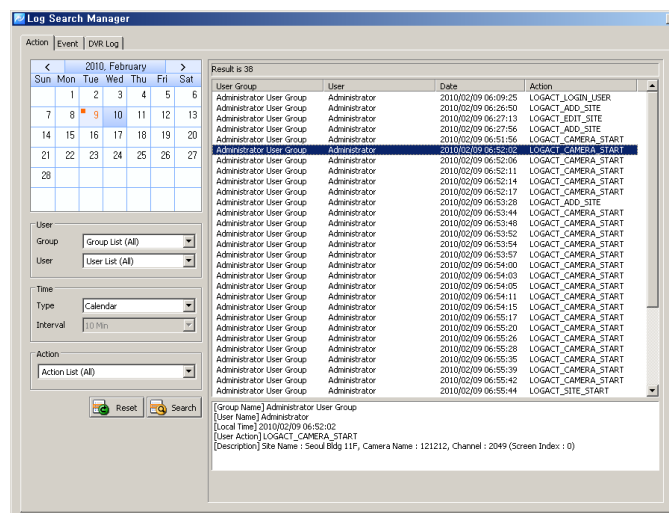 Log Search Manager
Action Event DVR Log
< 2010, February >
Sun Mon Tue Wed Thu Fri Sat
1 2 3 4 5 6
7 8 9 10 11 12 13
14 15 16 17 18 19 20
21 22 23 24 25 26 27
28
User
Group Group List (All)
User User List (All)
Time
Type Calendar
Interval 10 Min
Action
Action List (All)
Reset Search
Result is 38
User Group User Date Action
Administrator User Group Administrator 2010/02/09 06:09:25 LOGACT_LOGIN_USER
Administrator User Group Administrator 2010/02/09 06:26:50 LOGACT_ADD_SITE
Administrator User Group Administrator 2010/02/09 06:27:13 LOGACT_EDIT_SITE
Administrator User Group Administrator 2010/02/09 06:27:56 LOGACT_ADD_SITE
Administrator User Group Administrator 2010/02/09 06:51:56 LOGACT_CAMERA_START
Administrator User Group Administrator 2010/02/09 06:52:02 LOGACT_CAMERA_START
Administrator User Group Administrator 2010/02/09 06:52:06 LOGACT_CAMERA_START
Administrator User Group Administrator 2010/02/09 06:52:11 LOGACT_CAMERA_START
Administrator User Group Administrator 2010/02/09 06:52:14 LOGACT_CAMERA_START
Administrator User Group Administrator 2010/02/09 06:52:17 LOGACT_CAMERA_START
Administrator User Group Administrator 2010/02/09 06:53:28 LOGACT_ADD_SITE
Administrator User Group Administrator 2010/02/09 06:53:44 LOGACT_CAMERA_START
Administrator User Group Administrator 2010/02/09 06:53:48 LOGACT_CAMERA_START
Administrator User Group Administrator 2010/02/09 06:53:52 LOGACT_CAMERA_START
Administrator User Group Administrator 2010/02/09 06:53:54 LOGACT_CAMERA_START
Administrator User Group Administrator 2010/02/09 06:53:57 LOGACT_CAMERA_START
Administrator User Group Administrator 2010/02/09 06:54:00 LOGACT_CAMERA_START
Administrator User Group Administrator 2010/02/09 06:54:03 LOGACT_CAMERA_START
Administrator User Group Administrator 2010/02/09 06:54:05 LOGACT_CAMERA_START
Administrator User Group Administrator 2010/02/09 06:54:11 LOGACT_CAMERA_START
Administrator User Group Administrator 2010/02/09 06:54:15 LOGACT_CAMERA_START
Administrator User Group Administrator 2010/02/09 06:55:17 LOGACT_CAMERA_START
Administrator User Group Administrator 2010/02/09 06:55:20 LOGACT_CAMERA_START
Administrator User Group Administrator 2010/02/09 06:55:26 LOGACT_CAMERA_START
Administrator User Group Administrator 2010/02/09 06:55:28 LOGACT_CAMERA_START
Administrator User Group Administrator 2010/02/09 06:55:35 LOGACT_CAMERA_START
Administrator User Group Administrator 2010/02/09 06:55:39 LOGACT_CAMERA_START
Administrator User Group Administrator 2010/02/09 06:55:42 LOGACT_CAMERA_START
Administrator User Group Administrator 2010/02/09 06:55:44 LOGACT_SITE_START
[Group Name] Administrator User Group
[User Name] Administrator
[Local Time] 2010/02/09 06:52:02
[User Action] LOGACT_CAMERA_START
[Description] Site Name : Seoul Bldg 11F, Camera Name : 121212, Channel : 2049 (Screen Index : 0)